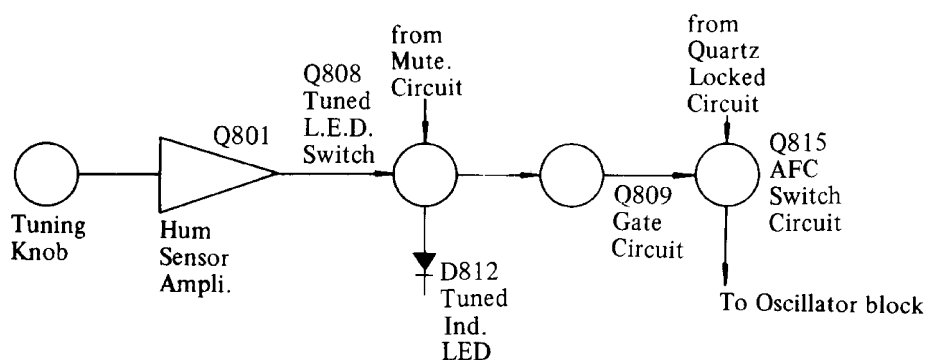 Tuning
Knob
Q801
Hum
Sensor
Ampli.
Q808
Tuned
L.E.D.
Switch
from
Mute.
Circuit
D812
Tuned
Ind.
LED
Q809
Gate
Circuit
from
Quartz
Locked
Circuit
Q815
AFC
Switch
Circuit
To Oscillator block